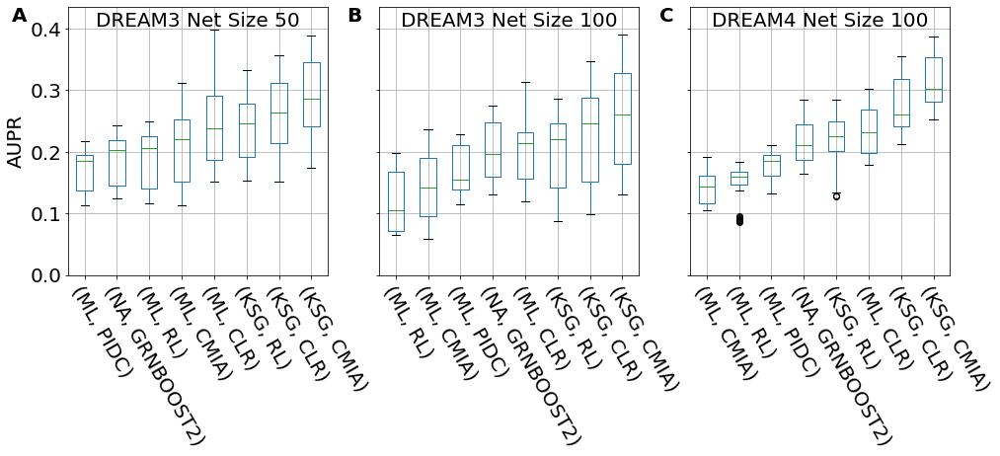 A DREAM3 Net Size 50
B DREAM3 Net Size 100
C DREAM4 Net Size 100
AUPR
0.4
0.3
0.2
0.1
0.0
(ML, PIDC)
(NA, GRNBOOST2)
(ML, RL)
(ML, CMIA)
(ML, CLR)
(KSG, RL)
(KSG, CLR)
(KSG, CMIA)
(ML, RL)
(ML, CMIA)
(ML, PIDC)
(NA, GRNBOOST2)
(ML, CLR)
(KSG, RL)
(KSG, CLR)
(KSG, CMIA)
(ML, CMIA)
(ML, RL)
(ML, PIDC)
(NA, GRNBOOST2)
(KSG, RL)
(ML, CLR)
(KSG, CLR)
(KSG, CMIA)